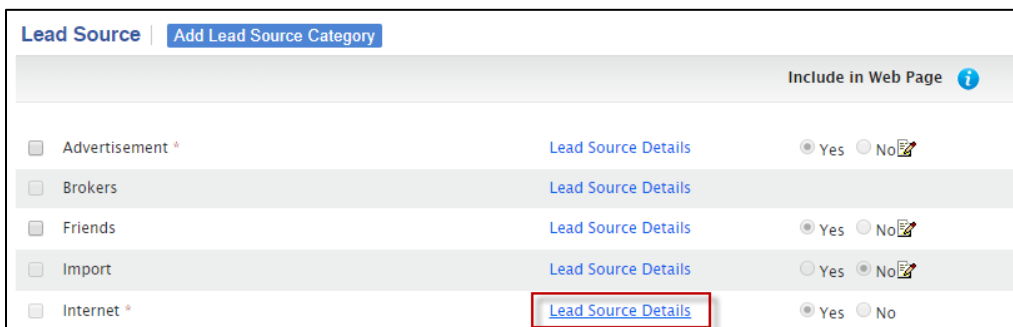 Lead Source | Add Lead Source Category
Include in Web Page i
Advertisement * Lead Source Details Yes No
Brokers Lead Source Details
Friends Lead Source Details Yes No
Import Lead Source Details Yes No
Internet * Lead Source Details Yes No